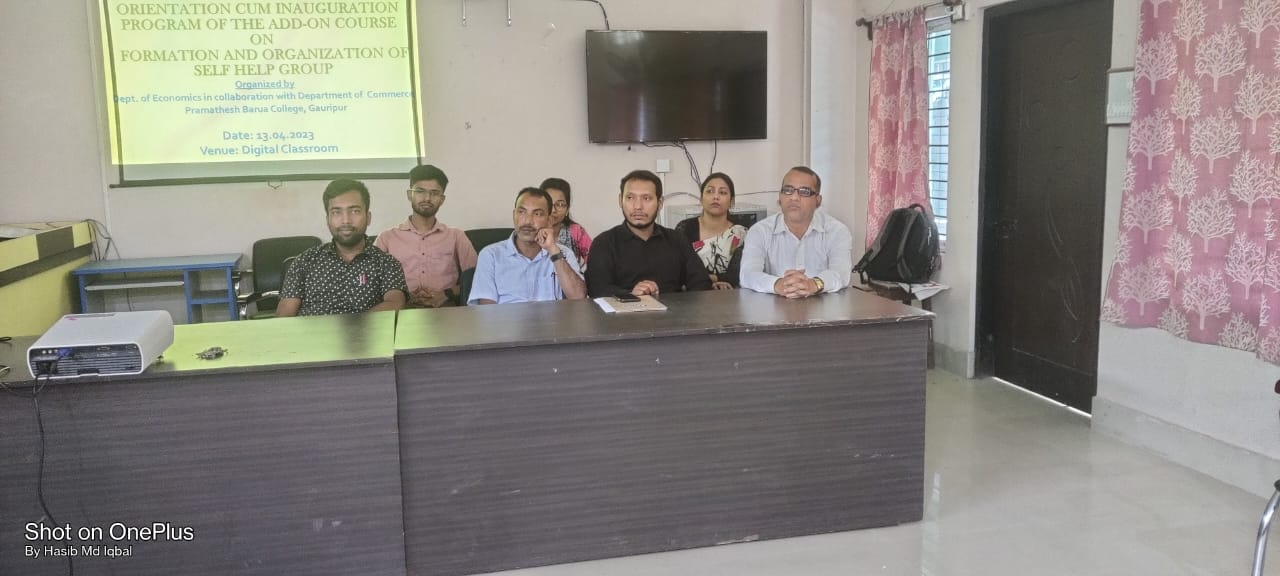 ORIENTATION CUM INAUGURATION
PROGRAM OF THE ADD-ON COURSE
ON
FORMATION AND ORGANIZATION OF
SELF HELP GROUP
Organized by
Dept. of Economics in collaboration with Department of Commerce
Pramathesh Barua College, Gauripur
Date: 13.04.2023
Venue: Digital Classroom
Shot on OnePlus
By Hasib Md Iqbal